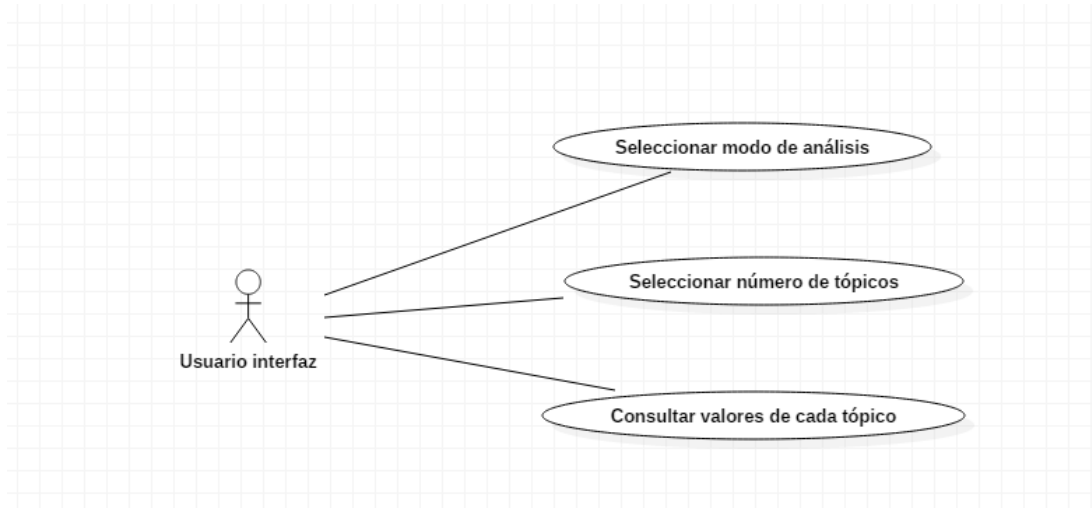 Seleccionar modo de análisis
Seleccionar número de tópicos
Usuario interfaz
Consultar valores de cada tópico